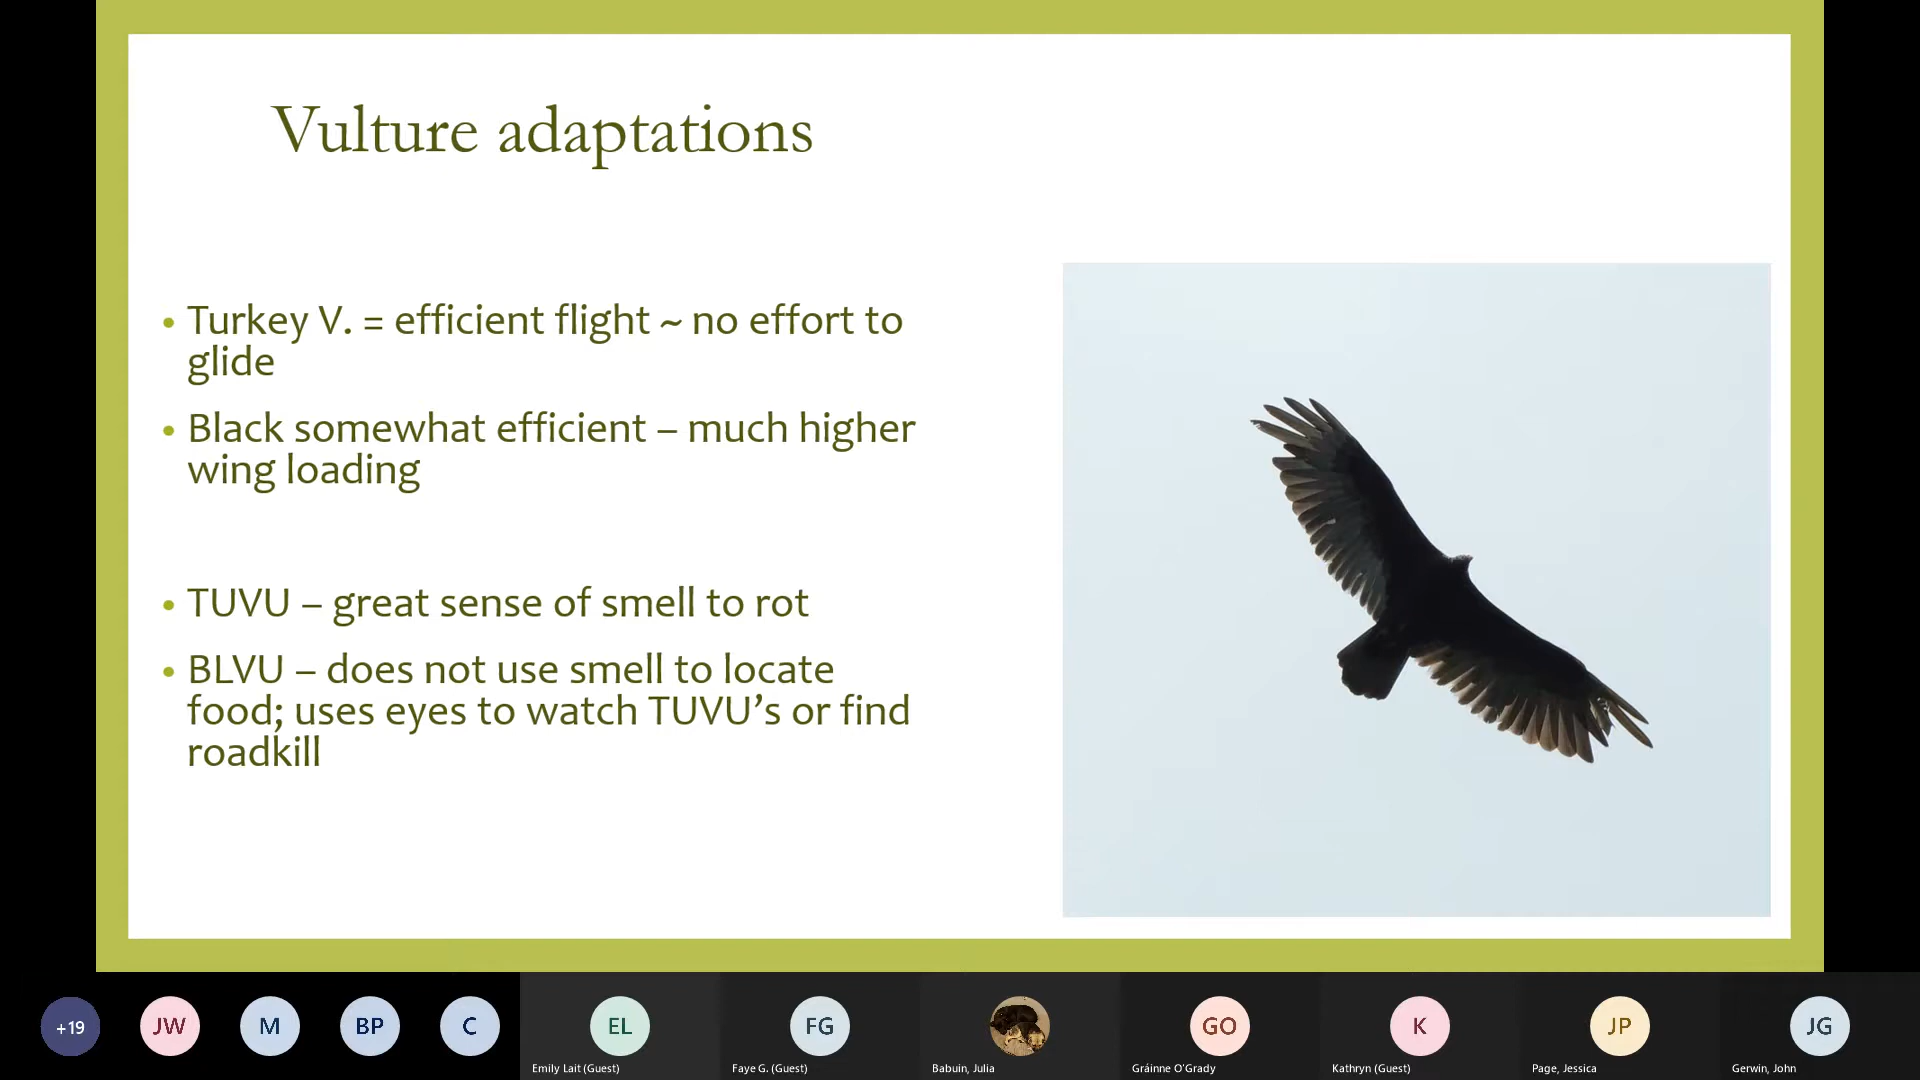 Vulture adaptations
• Turkey V. = efficient flight ~ no effort to
glide
• Black somewhat efficient – much higher
wing loading
• TUVU – great sense of smell to rot
• BLVU – does not use smell to locate
food; uses eyes to watch TUVU’s or find
roadkill
+19
JW
M
BP
C
EL
FG
GO
K
JP
JG
Emily Lait (Guest)
Faye G. (Guest)
Babuin, Julia
Gráinne O'Grady
Kathryn (Guest)
Page, Jessica
Gerwin, John